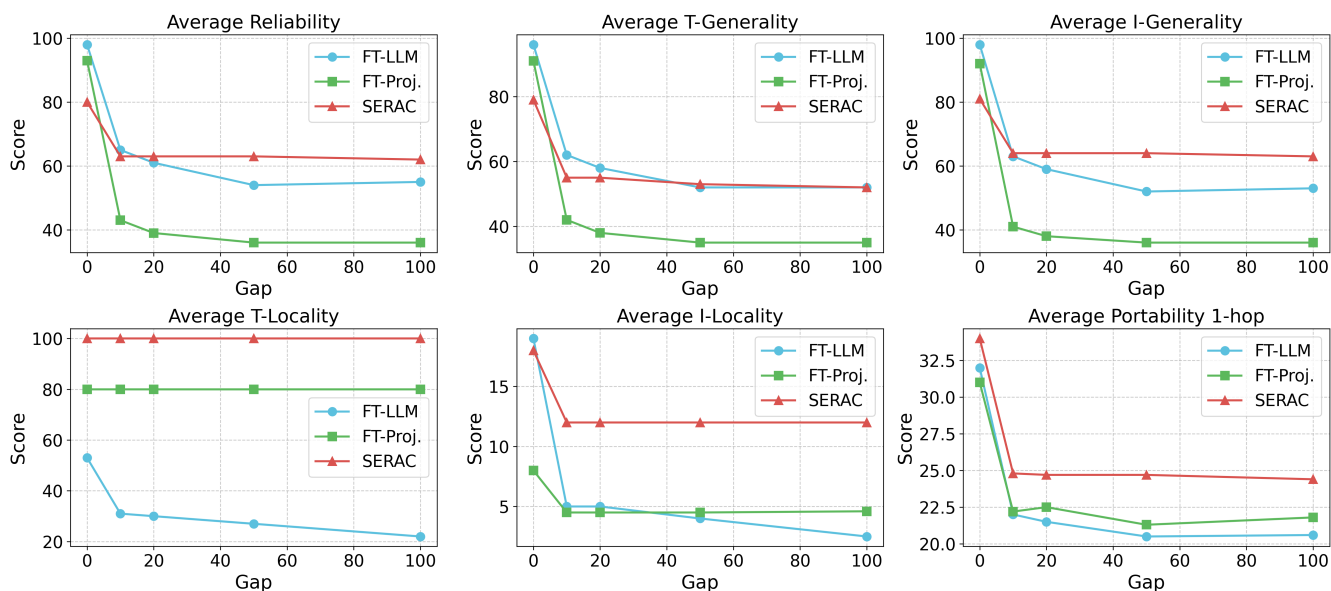 Average Reliability
100
80
60
40
Score
0 20 40 60 80 100
Gap
FT-LLM
FT-Proj.
SERAC
Average T-Generality
80
60
40
Score
0 20 40 60 80 100
Gap
FT-LLM
FT-Proj.
SERAC
Average I-Generality
100
80
60
40
Score
0 20 40 60 80 100
Gap
FT-LLM
FT-Proj.
SERAC
Average T-Locality
100
80
60
40
20
Score
0 20 40 60 80 100
Gap
FT-LLM
FT-Proj.
SERAC
Average I-Locality
15
10
5
Score
0 20 40 60 80 100
Gap
FT-LLM
FT-Proj.
SERAC
Average Portability 1-hop
32.5
30.0
27.5
25.0
22.5
20.0
Score
0 20 40 60 80 100
Gap
FT-LLM
FT-Proj.
SERAC